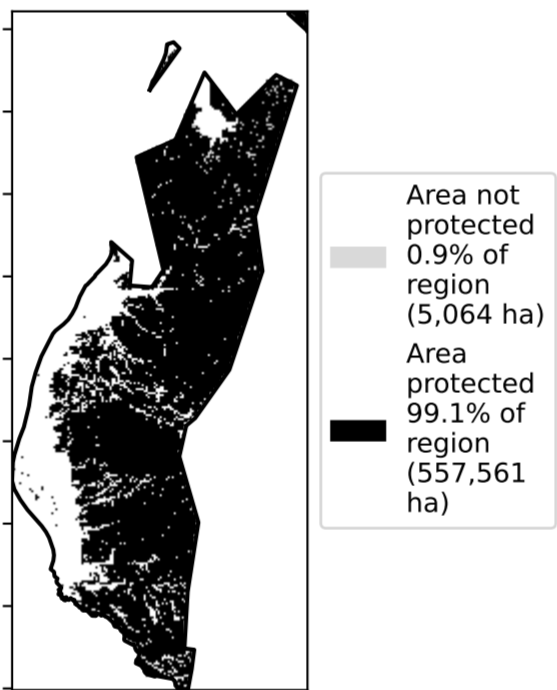 Area not
protected
0.9% of
region
(5,064 ha)
Area
protected
99.1% of
region
(557,561
ha)